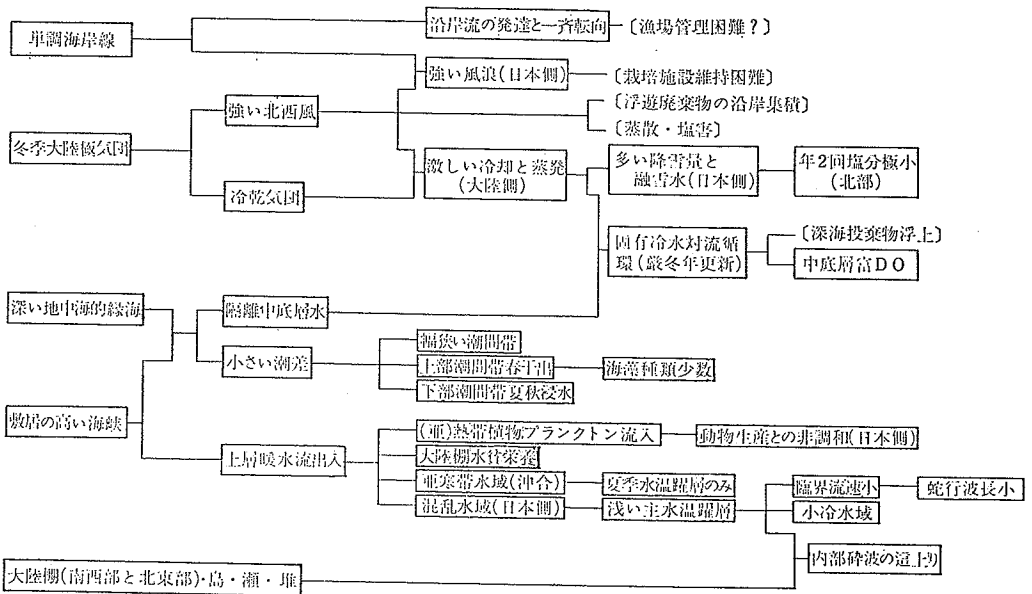 沿岸流の発達と一斉転向
〔漁場管理困難？〕
単調海岸線
強い風浪(日本側)
〔栽培施設維持困難〕
強い北西風
〔浮遊廃棄物の沿岸集積〕
〔蒸散・塩害〕
冬季大陸極気団
激しい冷却と蒸発
(大陸側)
多い降雪量と
融雪水(日本側)
年2回塩分極小
(北部)
冷乾気団
固有冷水対流循
環(厳冬年更新)
〔深海投棄物浮上〕
中底層富DO
深い地中海的縁海
隔離中底層水
小さい潮差
幅狭い潮間帯
上部潮間帯春干出
海藻種類少数
下部潮間帯夏秋浸水
敷居の高い海峡
上層暖水流出入
(亜)熱帯植物プランクトン流入
動物生産との非調和(日本側)
大陸棚水栄養
亜寒帯水域(沖合)
夏季水温躍層のみ
臨界流速小
蛇行波長小
混乱水域(日本側)
浅い主水温躍層
小冷水域
内部砕波の這上り
大陸棚(南西部と北東部)・島・瀬・堆